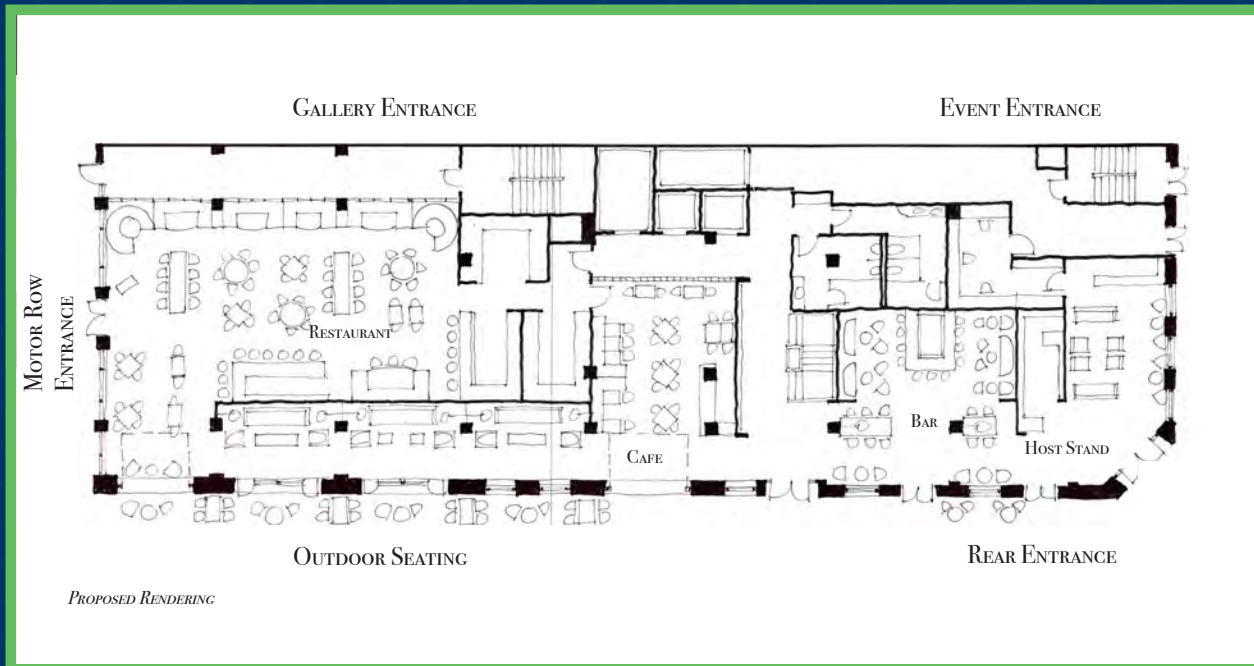 Gallery Entrance
Event Entrance
Motor Row
Entrance
Restaurant
Bar
Cafe
Host Stand
Outdoor Seating
Rear Entrance
Proposed Rendering